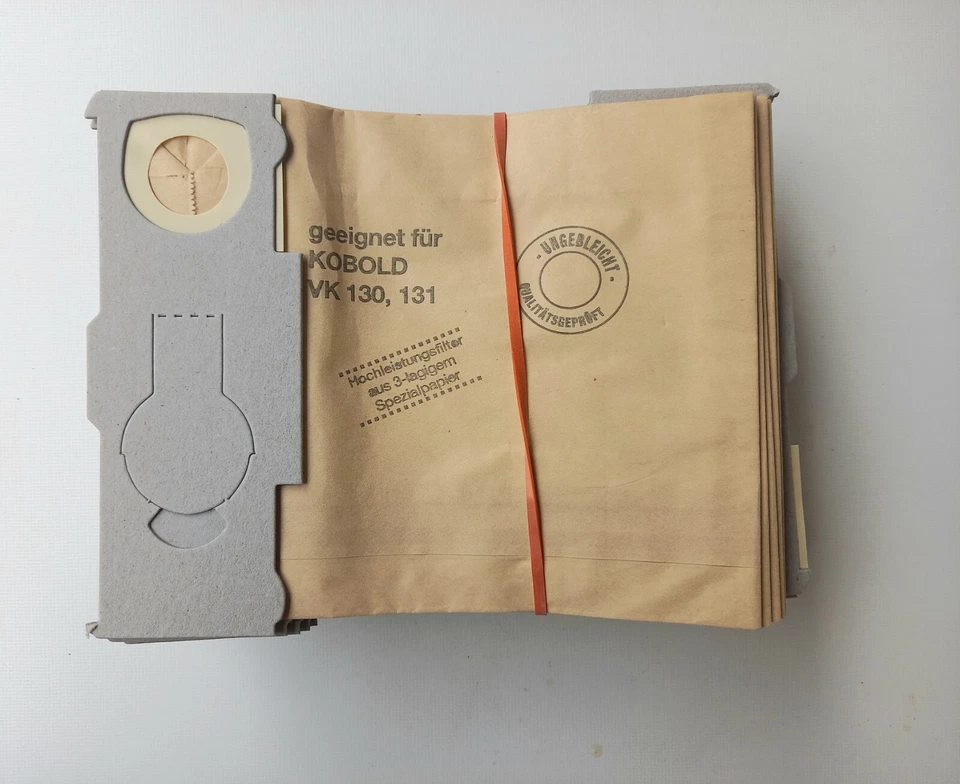 geeignet für
KOBOLD
VK 130, 131
Hochleistungsfilter
aus 3-lagigem
Spezialpapier
- UNGEBLEICHT -
QUALITÄTSGEPRÜFT